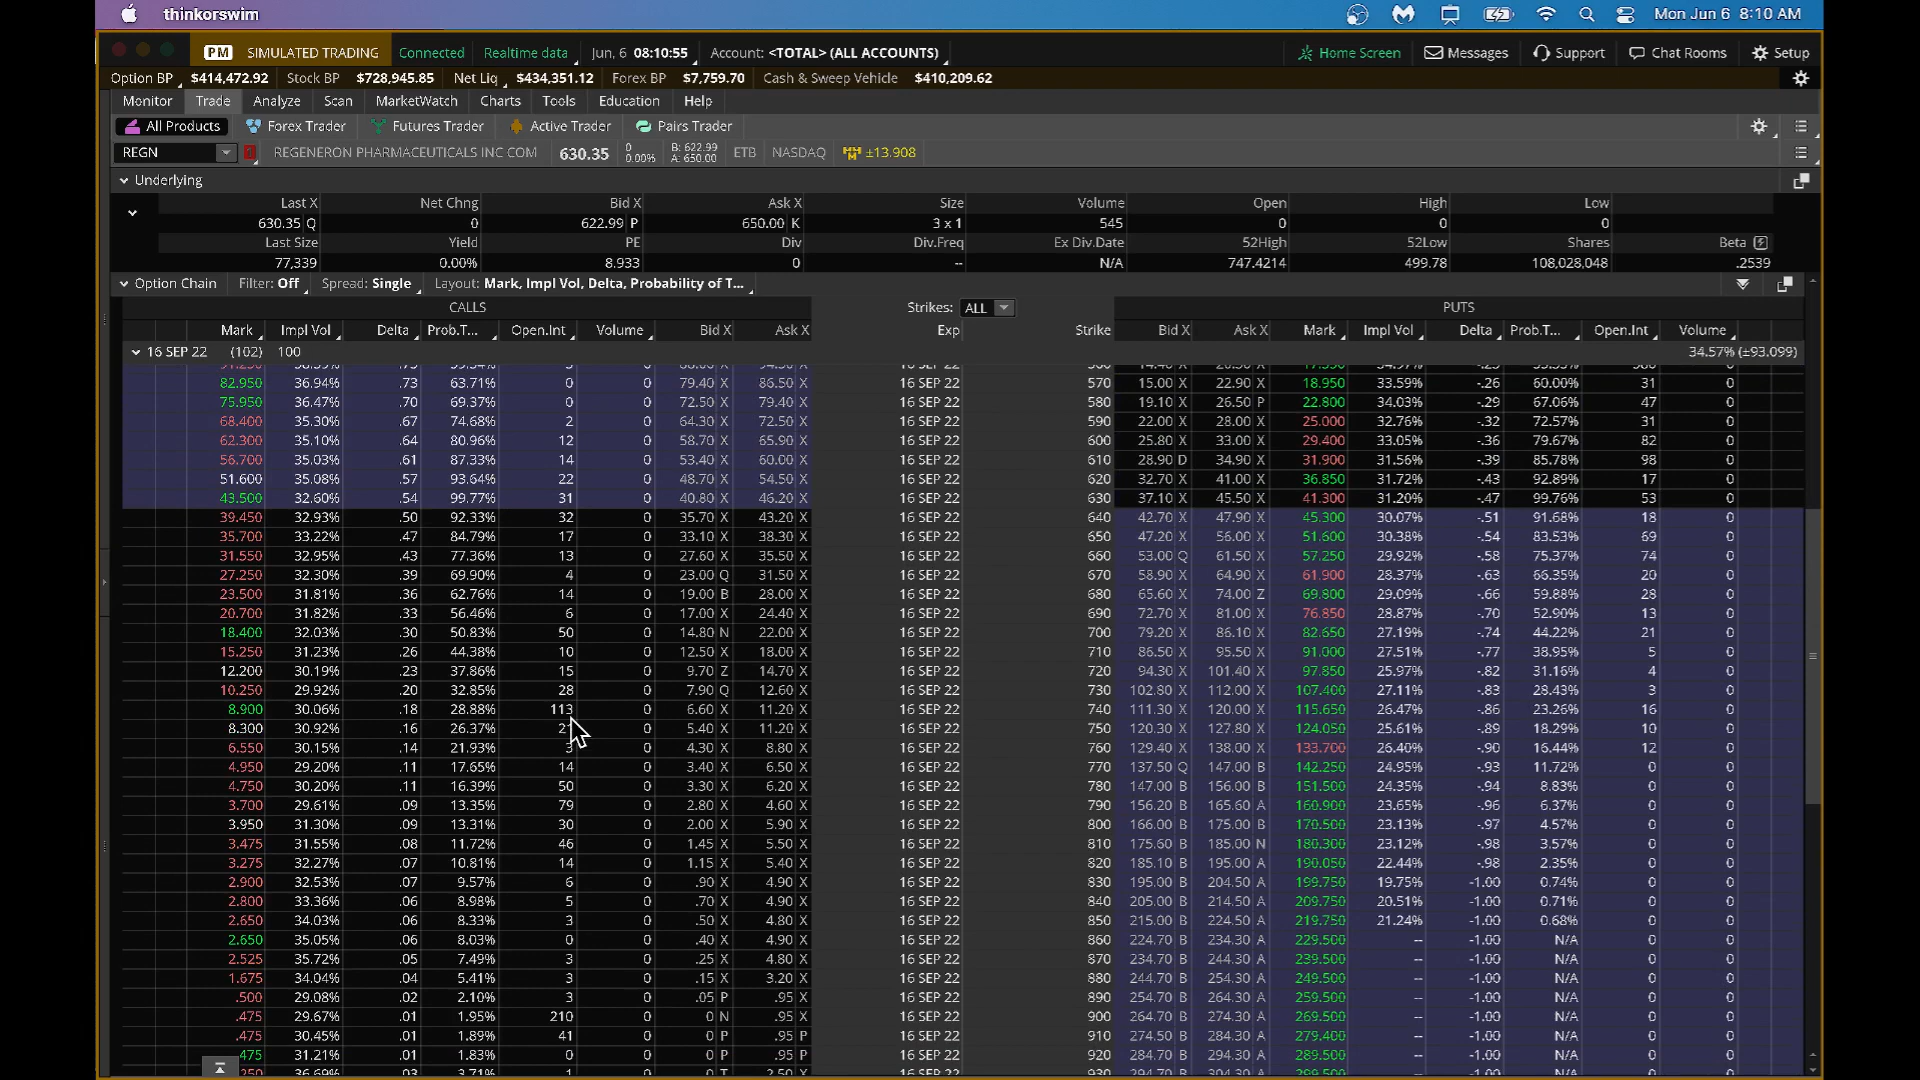 thinkorswim Mon Jun 6 8:10 AM
PM SIMULATED TRADING Connected Realtime data Jun, 6 08:10:55 Account: <TOTAL> (ALL ACCOUNTS) Home Screen Messages Support Chat Rooms Setup
Option BP $414,472.92 Stock BP $728,945.85 Net Liq $434,351.12 Forex BP $7,759.70 Cash & Sweep Vehicle $410,209.62
Monitor Trade Analyze Scan MarketWatch Charts Tools Education Help
All Products Forex Trader Futures Trader Active Trader Pairs Trader
REGN REGENERON PHARMACEUTICALS INC COM 630.35 0 0.00% B: 622.99 A: 650.00 ETB NASDAQ ±13.908
Underlying
Last X Net Chng Bid X Ask X Size Volume Open High Low
630.35 Q 0 622.99 P 650.00 K 3 x 1 545 0 0 0
Last Size Yield PE Div Div.Freq Ex Div.Date 52High 52Low Shares Beta
77,339 0.00% 8.933 0 -- N/A 747.4214 499.78 108,028,048 .2539
Option Chain Filter: Off Spread: Single Layout: Mark, Impl Vol, Delta, Probability of T...
CALLS Strikes: ALL PUTS
Mark Impl Vol Delta Prob.T... Open.Int Volume Bid X Ask X Exp Strike Bid X Ask X Mark Impl Vol Delta Prob.T... Open.Int Volume
16 SEP 22 (102) 100 34.57% (±93.099)
82.950 36.94% .73 63.71% 0 0 79.40 X 86.50 X 16 SEP 22 570 15.00 X 22.90 X 18.950 33.59% -.26 60.00% 31 0
75.950 36.47% .70 69.37% 0 0 72.50 X 79.40 X 16 SEP 22 580 19.10 X 26.50 P 22.800 34.03% -.29 67.06% 47 0
68.400 35.30% .67 74.68% 2 0 64.30 X 72.50 X 16 SEP 22 590 22.00 X 28.00 X 25.000 32.76% -.32 72.57% 31 0
62.300 35.10% .64 80.96% 12 0 58.70 X 65.90 X 16 SEP 22 600 25.80 X 33.00 X 29.400 33.05% -.36 79.67% 82 0
56.700 35.03% .61 87.33% 14 0 53.40 X 60.00 X 16 SEP 22 610 28.90 D 34.90 X 31.900 31.56% -.39 85.78% 98 0
51.600 35.08% .57 93.64% 22 0 48.70 X 54.50 X 16 SEP 22 620 32.70 X 41.00 X 36.850 31.72% -.43 92.89% 17 0
43.500 32.60% .54 99.77% 31 0 40.80 X 46.20 X 16 SEP 22 630 37.10 X 45.50 X 41.300 31.20% -.47 99.76% 53 0
39.450 32.93% .50 92.33% 32 0 35.70 X 43.20 X 16 SEP 22 640 42.70 X 47.90 X 45.300 30.07% -.51 91.68% 18 0
35.700 33.22% .47 84.79% 17 0 33.10 X 38.30 X 16 SEP 22 650 47.20 X 56.00 X 51.600 30.38% -.54 83.53% 69 0
31.550 32.95% .43 77.36% 13 0 27.60 X 35.50 X 16 SEP 22 660 53.00 Q 61.50 X 57.250 29.92% -.58 75.37% 74 0
27.250 32.30% .39 69.90% 4 0 23.00 Q 31.50 X 16 SEP 22 670 58.90 X 64.90 X 61.900 28.37% -.63 66.35% 20 0
23.500 31.81% .36 62.76% 14 0 19.00 B 28.00 X 16 SEP 22 680 65.60 X 74.00 Z 69.800 29.09% -.66 59.88% 28 0
20.700 31.82% .33 56.46% 6 0 17.00 X 24.40 X 16 SEP 22 690 72.70 X 81.00 X 76.850 28.87% -.70 52.90% 13 0
18.400 32.03% .30 50.83% 50 0 14.80 N 22.00 X 16 SEP 22 700 79.20 X 86.10 X 82.650 27.19% -.74 44.22% 21 0
15.250 31.23% .26 44.38% 10 0 12.50 X 18.00 X 16 SEP 22 710 86.50 X 95.50 X 91.000 27.51% -.77 38.95% 5 0
12.200 30.19% .23 37.86% 15 0 9.70 Z 14.70 X 16 SEP 22 720 94.30 X 101.40 X 97.850 25.97% -.82 31.16% 4 0
10.250 29.92% .20 32.85% 28 0 7.90 Q 12.60 X 16 SEP 22 730 102.80 X 112.00 X 107.400 27.11% -.83 28.43% 3 0
8.900 30.06% .18 28.88% 113 0 6.60 X 11.20 X 16 SEP 22 740 111.30 X 120.00 X 115.650 26.47% -.86 23.26% 16 0
8.300 30.92% .16 26.37% 0 5.40 X 11.20 X 16 SEP 22 750 120.30 X 127.80 X 124.050 25.61% -.89 18.29% 10 0
6.550 30.15% .14 21.93% 3 0 4.30 X 8.80 X 16 SEP 22 760 129.40 X 138.00 X 133.700 26.40% -.90 16.44% 12 0
4.950 29.20% .11 17.65% 14 0 3.40 X 6.50 X 16 SEP 22 770 137.50 Q 147.00 B 142.250 24.95% -.93 11.72% 0 0
4.750 30.20% .11 16.39% 50 0 3.30 X 6.20 X 16 SEP 22 780 147.00 B 156.00 B 151.500 24.35% -.94 8.83% 0 0
3.700 29.61% .09 13.35% 79 0 2.80 X 4.60 X 16 SEP 22 790 156.20 B 165.60 A 160.900 23.65% -.96 6.37% 0 0
3.950 31.30% .09 13.31% 30 0 2.00 X 5.90 X 16 SEP 22 800 166.00 B 175.00 B 170.500 23.13% -.97 4.57% 0 0
3.475 31.55% .08 11.72% 46 0 1.45 X 5.50 X 16 SEP 22 810 175.60 B 185.00 N 180.300 23.12% -.98 3.57% 0 0
3.275 32.27% .07 10.81% 14 0 1.15 X 5.40 X 16 SEP 22 820 185.10 B 195.00 A 190.050 22.44% -.98 2.35% 0 0
2.900 32.53% .07 9.57% 6 0 .90 X 4.90 X 16 SEP 22 830 195.00 B 204.50 A 199.750 19.75% -1.00 0.74% 0 0
2.800 33.36% .06 8.98% 5 0 .70 X 4.90 X 16 SEP 22 840 205.00 B 214.50 A 209.750 20.51% -1.00 0.71% 0 0
2.650 34.03% .06 8.33% 3 0 .50 X 4.80 X 16 SEP 22 850 215.00 B 224.50 A 219.750 21.24% -1.00 0.68% 0 0
2.650 35.05% .06 8.03% 0 0 .40 X 4.90 X 16 SEP 22 860 224.70 B 234.30 A 229.500 -- -1.00 N/A 0 0
2.525 35.72% .05 7.49% 3 0 .25 X 4.80 X 16 SEP 22 870 234.70 B 244.30 A 239.500 -- -1.00 N/A 0 0
1.675 34.04% .04 5.41% 3 0 .15 X 3.20 X 16 SEP 22 880 244.70 B 254.30 A 249.500 -- -1.00 N/A 0 0
.500 29.08% .02 2.10% 3 0 .05 P .95 X 16 SEP 22 890 254.70 B 264.30 A 259.500 -- -1.00 N/A 0 0
.475 29.67% .01 1.95% 210 0 0 N .95 X 16 SEP 22 900 264.70 B 274.30 A 269.500 -- -1.00 N/A 0 0
.475 30.45% .01 1.89% 41 0 0 P .95 P 16 SEP 22 910 274.50 B 284.30 A 279.400 -- -1.00 N/A 0 0
475 31.21% .01 1.83% 0 0 0 P .95 P 16 SEP 22 920 284.70 B 294.30 A 289.500 -- -1.00 N/A 0 0